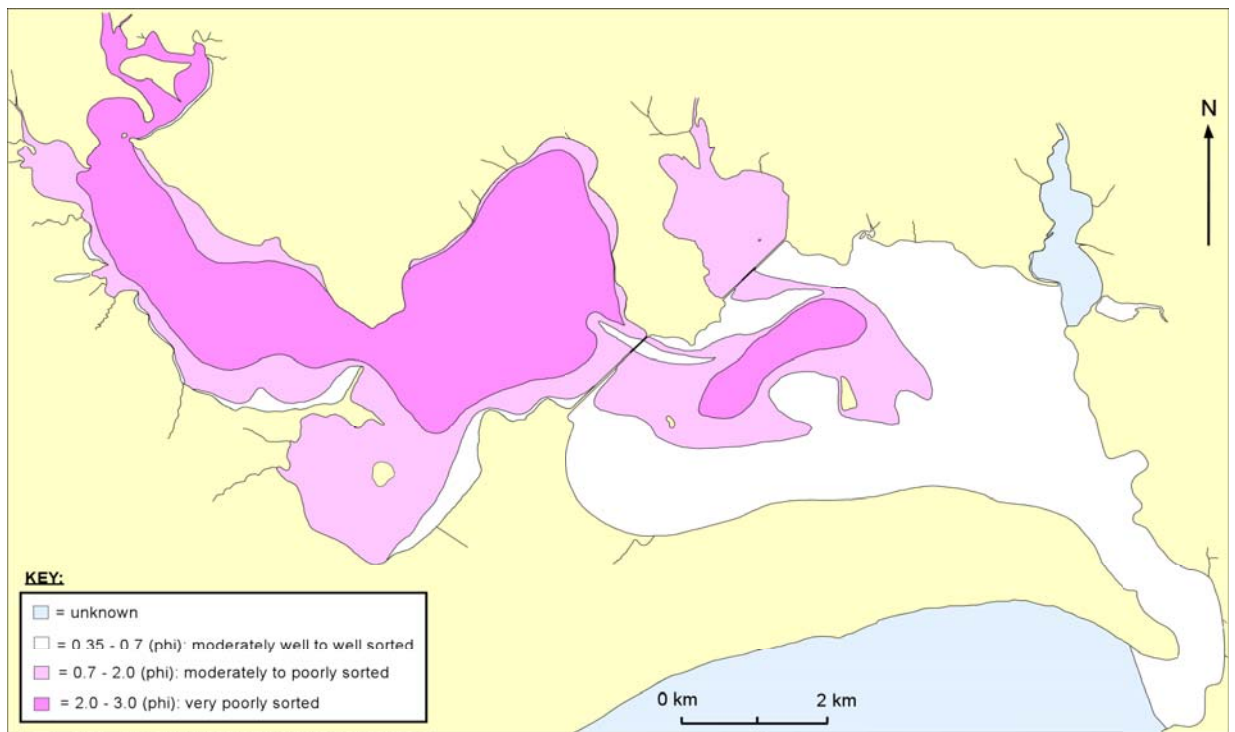 N
KEY:
= unknown
= 0.35 - 0.7 (phi): moderately well to well sorted
= 0.7 - 2.0 (phi): moderately to poorly sorted
= 2.0 - 3.0 (phi): very poorly sorted
0 km 2 km